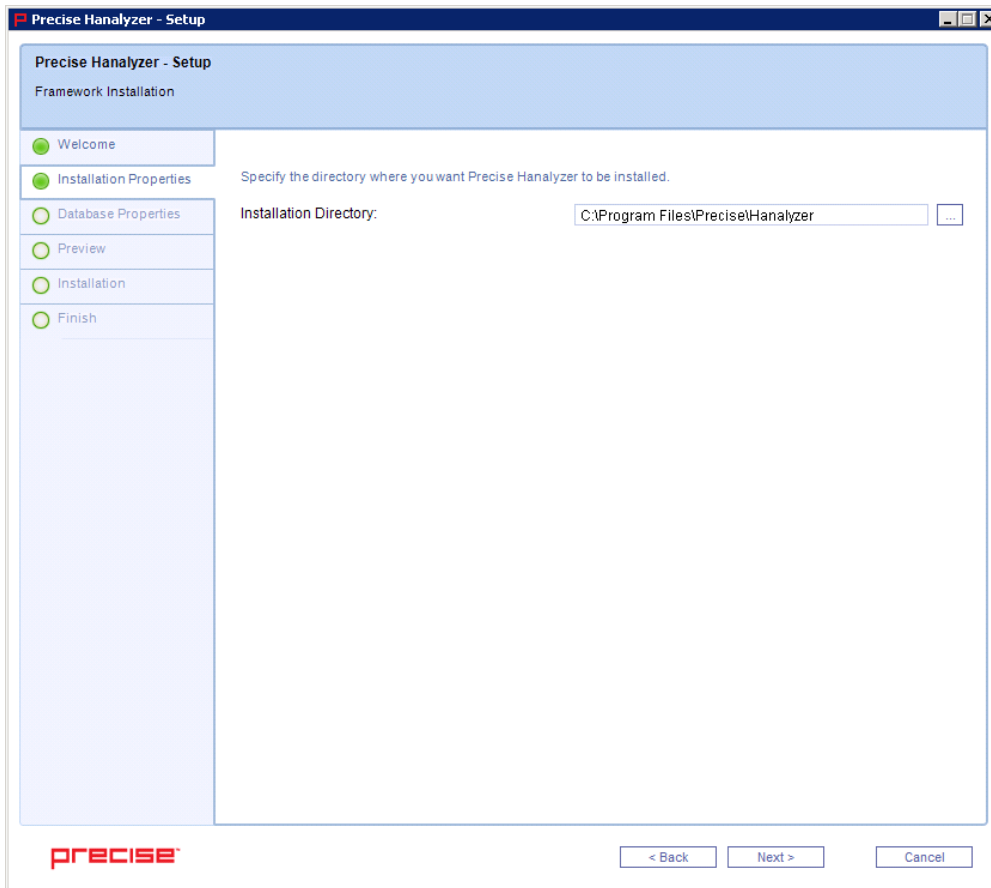 Precise Hanalyzer - Setup
Precise Hanalyzer - Setup
Framework Installation
Welcome
Installation Properties
Database Properties
Preview
Installation
Finish
Specify the directory where you want Precise Hanalyzer to be installed.
Installation Directory:
C:\Program Files\Precise\Hanalyzer
...
precise
< Back
Next >
Cancel